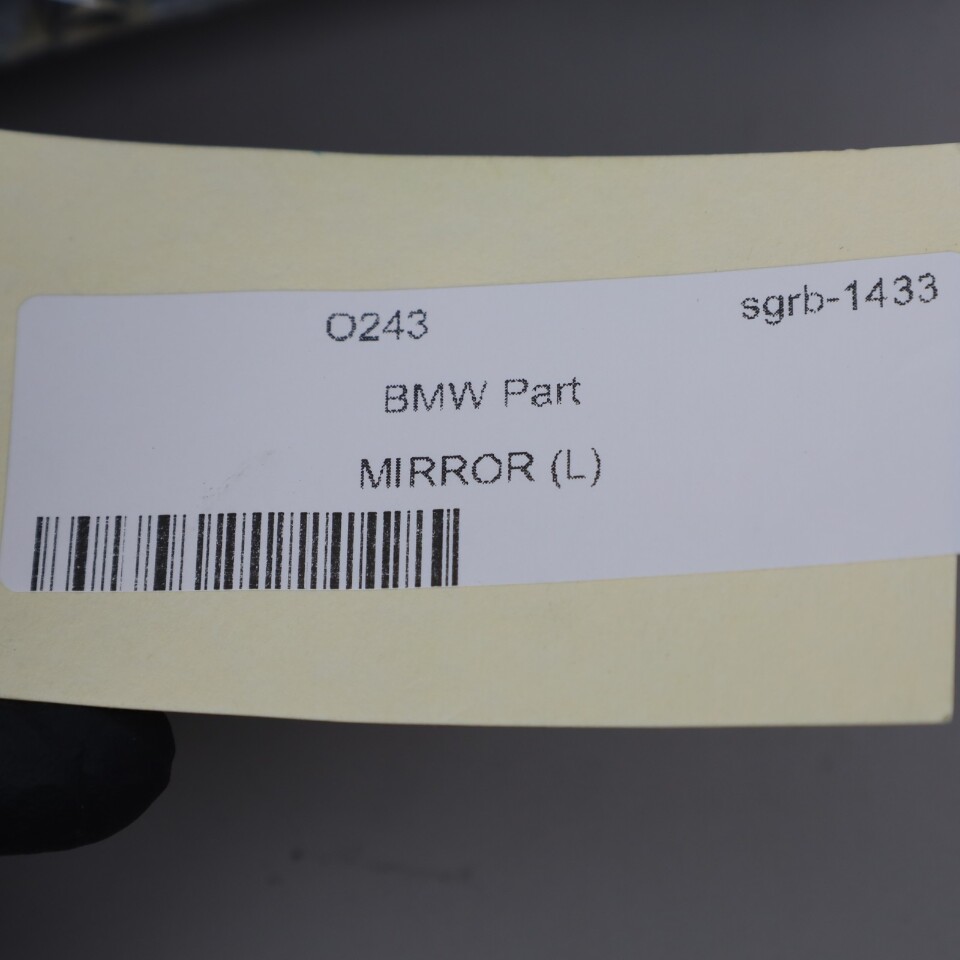 O243 sgrb-1433
BMW Part
MIRROR (L)